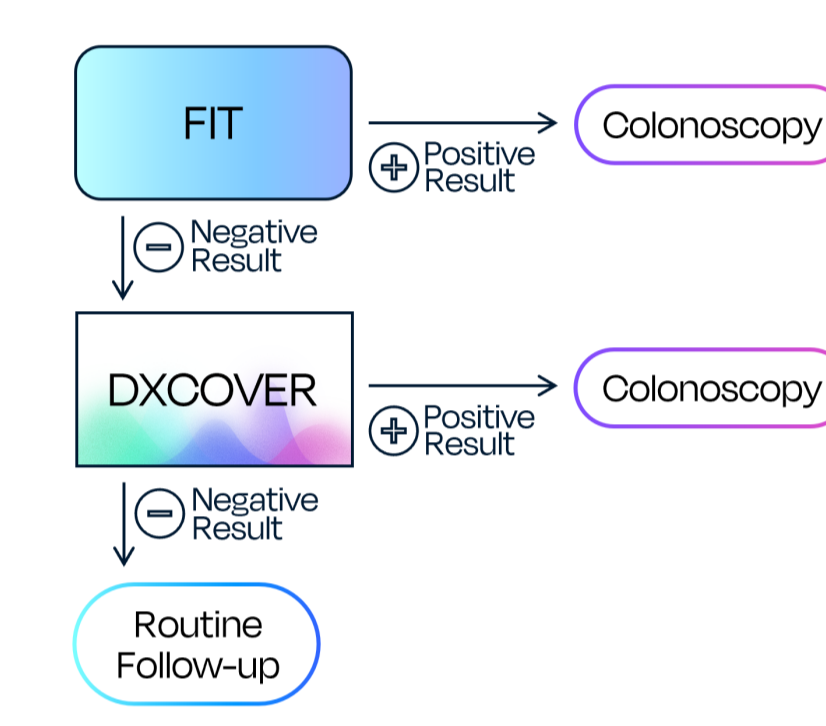 FIT
Colonoscopy
Positive
Result
Negative
Result
DXCOVER
Colonoscopy
Positive
Result
Negative
Result
Routine
Follow-up